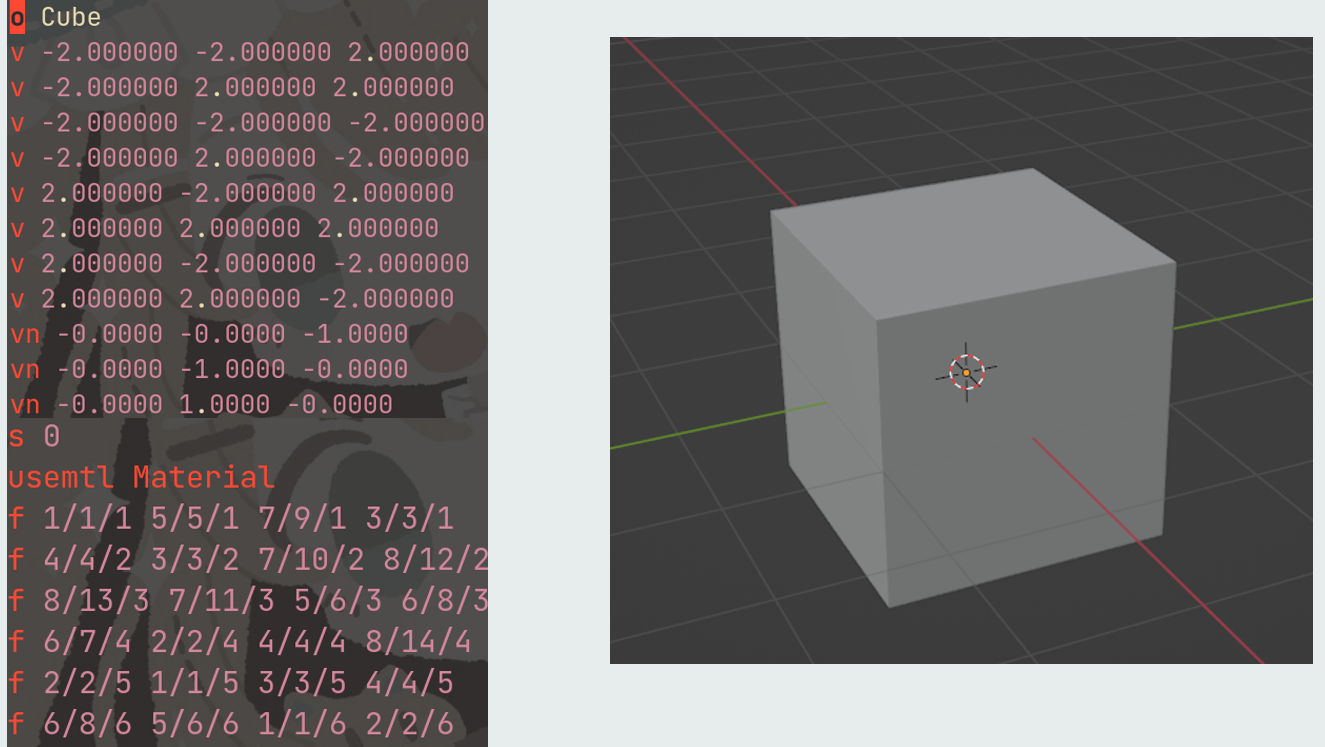 o Cube
v -2.000000 -2.000000 2.000000
v -2.000000 2.000000 2.000000
v -2.000000 -2.000000 -2.000000
v -2.000000 2.000000 -2.000000
v 2.000000 -2.000000 2.000000
v 2.000000 2.000000 2.000000
v 2.000000 -2.000000 -2.000000
v 2.000000 2.000000 -2.000000
vn -0.0000 -0.0000 -1.0000
vn -0.0000 -1.0000 -0.0000
vn -0.0000 1.0000 -0.0000
s 0
usemtl Material
f 1/1/1 5/5/1 7/9/1 3/3/1
f 4/4/2 3/3/2 7/10/2 8/12/2
f 8/13/3 7/11/3 5/6/3 6/8/3
f 6/7/4 2/2/4 4/4/4 8/14/4
f 2/2/5 1/1/5 3/3/5 4/4/5
f 6/8/6 5/6/6 1/1/6 2/2/6